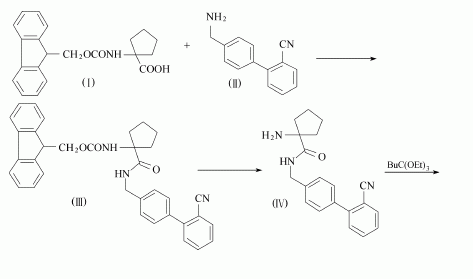 NH₂
CH₂OCONH
COOH
(I)
+
CN
(II)
CH₂OCONH
O
HN
CN
(III)
H₂N
O
HN
CN
(IV)
BuC(OEt)₃